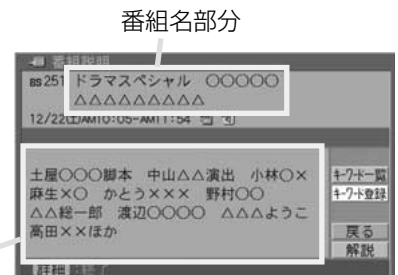 番組名部分
番組説明
BS251 ドラマスペシャル ○○○○○
△△△△△△△△△
12/22(土)AM10:05-AM11:54
土屋○○○脚本 中山△△演出 小林○×
麻生×○ かとう××× 野村○○
△△総一郎 渡辺○○○○ △△△ようこ
高田××ほか
キーワード一覧
キーワード登録
戻る
解説
詳細